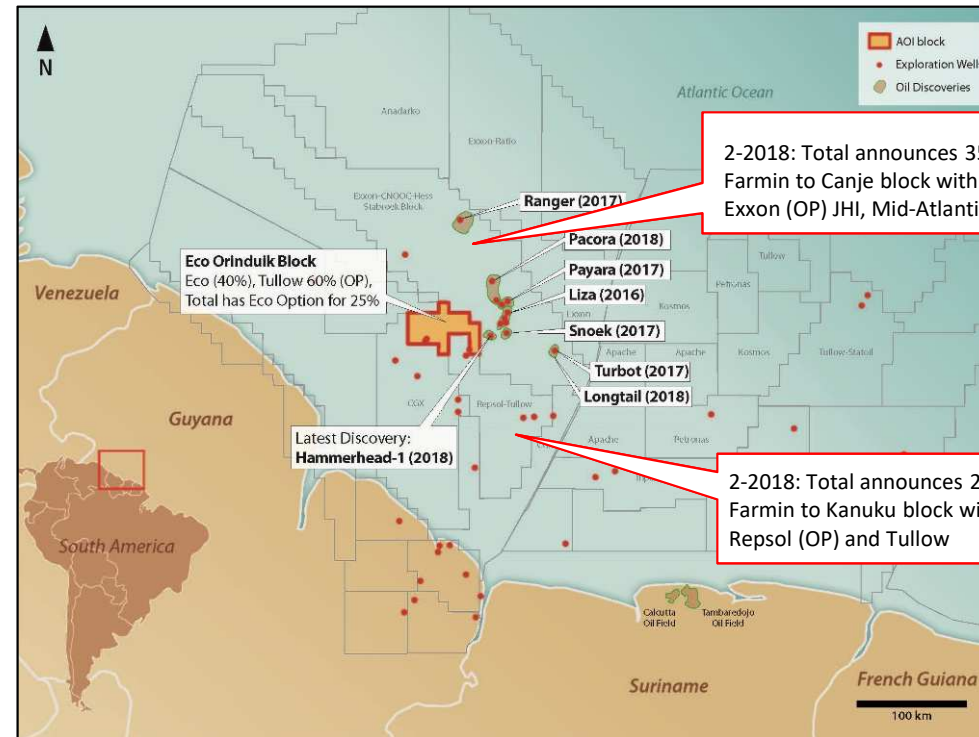 N
AOI block
Exploration Well
Oil Discoveries
Atlantic Ocean
Anadarko
Exxon-Ratio
2-2018: Total announces 35
Farmin to Canje block with
Exxon (OP) JHI, Mid-Atlanti
Exxon-CNOOC-Hess
Stabroek Block
Ranger (2017)
Pacora (2018)
Tullow
Eco Orinduik Block
Eco (40%), Tullow 60% (OP),
Total has Eco Option for 25%
Payara (2017)
Petronas
Venezuela
Liza (2016)
Kosmos
Exxon
Snoek (2017)
Apache
Apache
Kosmos
Tullow-Statoil
Turbot (2017)
Longtail (2018)
CGX
Repsol-Tullow
Guyana
Latest Discovery:
Hammerhead-1 (2018)
Apache
Petronas
2-2018: Total announces 2
Farmin to Kanuku block wi
Repsol (OP) and Tullow
South America
Calcutta
Oil Field
Tambaredojo
Oil Field
Suriname
French Guiana
100 km